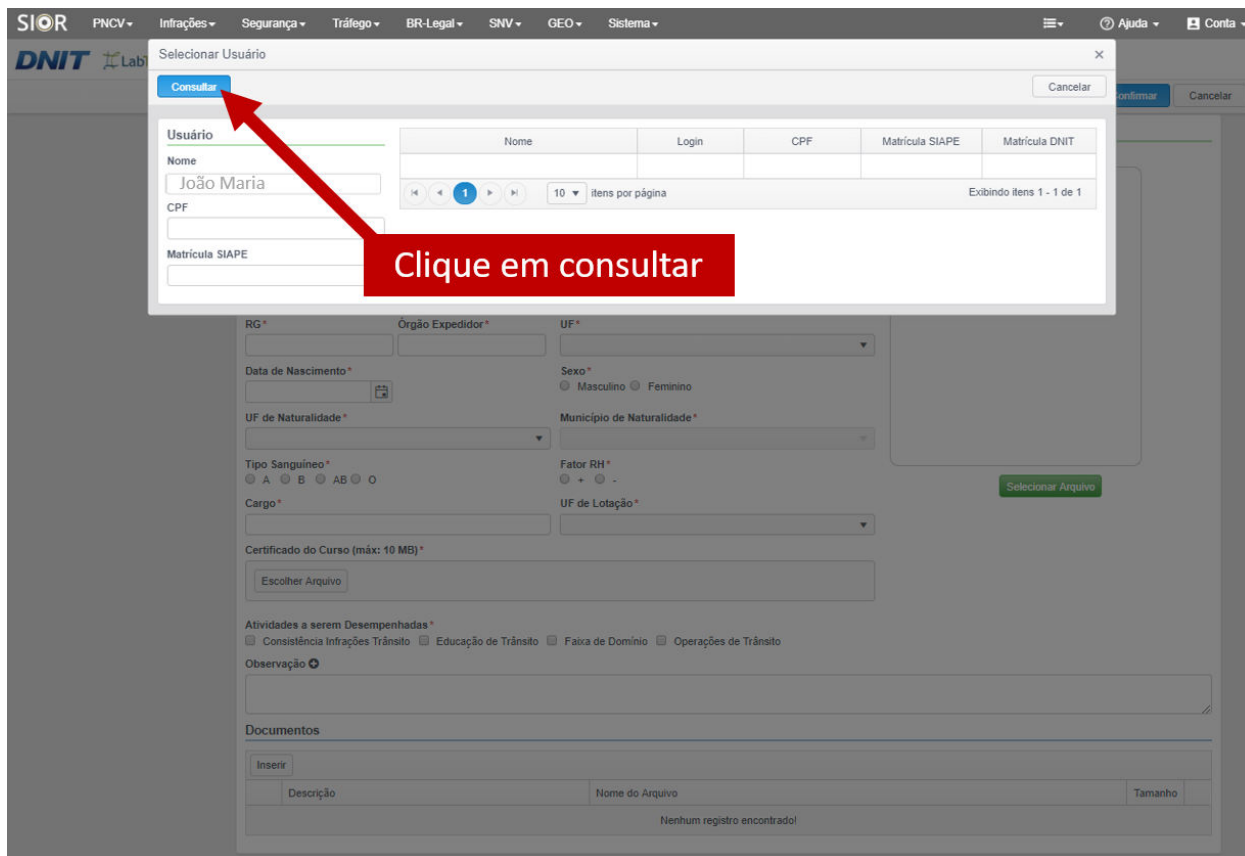 SIOR PNCV Infrações Segurança Tráfego BR-Legal SNV GEO Sistema Ajuda Conta
DNIT
Selecionar Usuário
Consultar Cancelar
Confirmar Cancelar
Usuário
Nome Login CPF Matrícula SIAPE Matrícula DNIT
Nome
João Maria
1 10 itens por página Exibindo itens 1 - 1 de 1
CPF
Matrícula SIAPE
Clique em consultar
RG* Órgão Expedidor* UF*
Data de Nascimento* Sexo*
Masculino Feminino
UF de Naturalidade* Município de Naturalidade*
Tipo Sanguíneo* Fator RH*
A B AB O + -
Selecionar Arquivo
Cargo* UF de Lotação*
Certificado do Curso (máx: 10 MB)*
Escolher Arquivo
Atividades a serem Desempenhadas*
Consistência Infrações Trânsito Educação de Trânsito Faixa de Domínio Operações de Trânsito
Observação
Documentos
Inserir
Descrição Nome do Arquivo Tamanho
Nenhum registro encontrado!